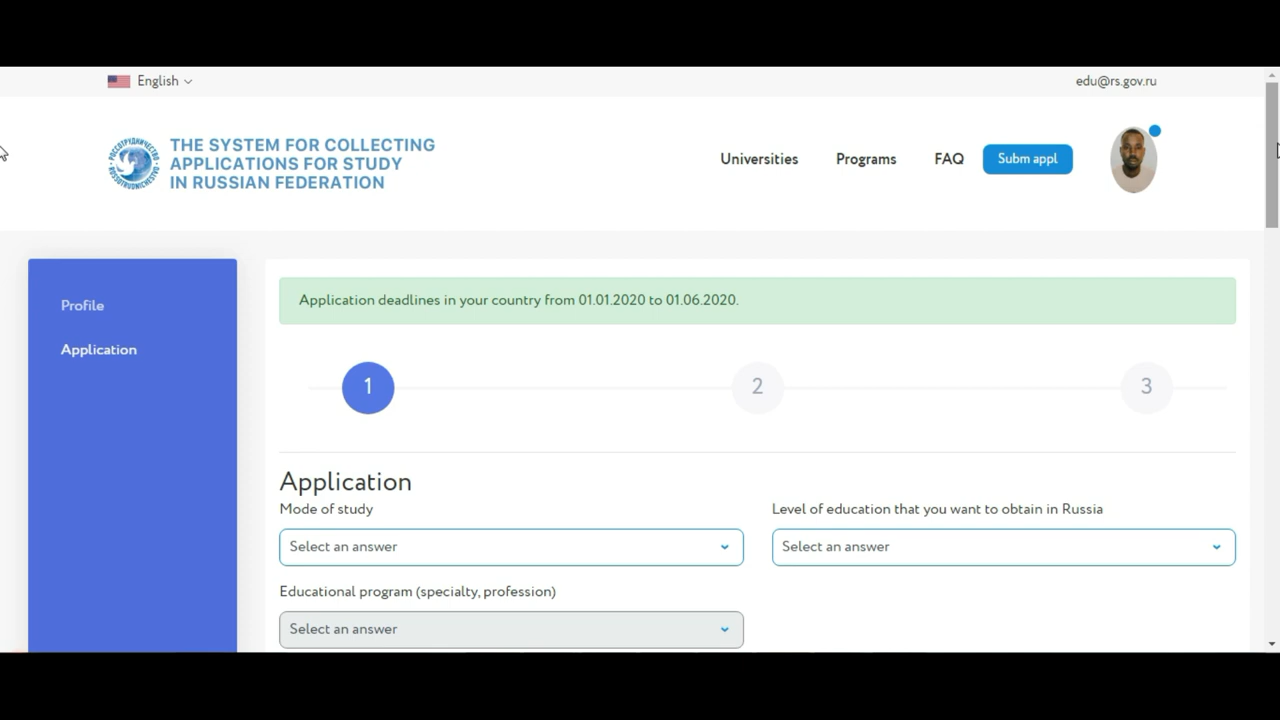 English
edu@rs.gov.ru
THE SYSTEM FOR COLLECTING
APPLICATIONS FOR STUDY
IN RUSSIAN FEDERATION
Universities
Programs
FAQ
Subm appl
Profile
Application
Application deadlines in your country from 01.01.2020 to 01.06.2020.
1
2
3
Application
Mode of study
Level of education that you want to obtain in Russia
Select an answer
Select an answer
Educational program (specialty, profession)
Select an answer